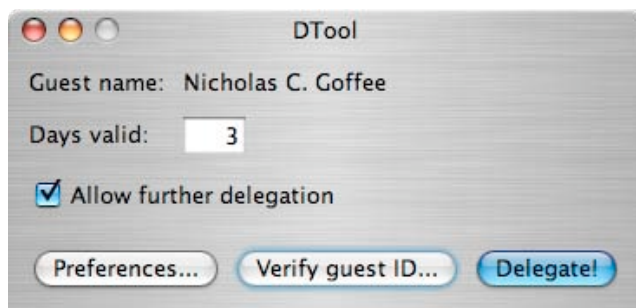 DTool
Guest name: Nicholas C. Goffee
Days valid: 3
Allow further delegation
Preferences... Verify guest ID... Delegate!